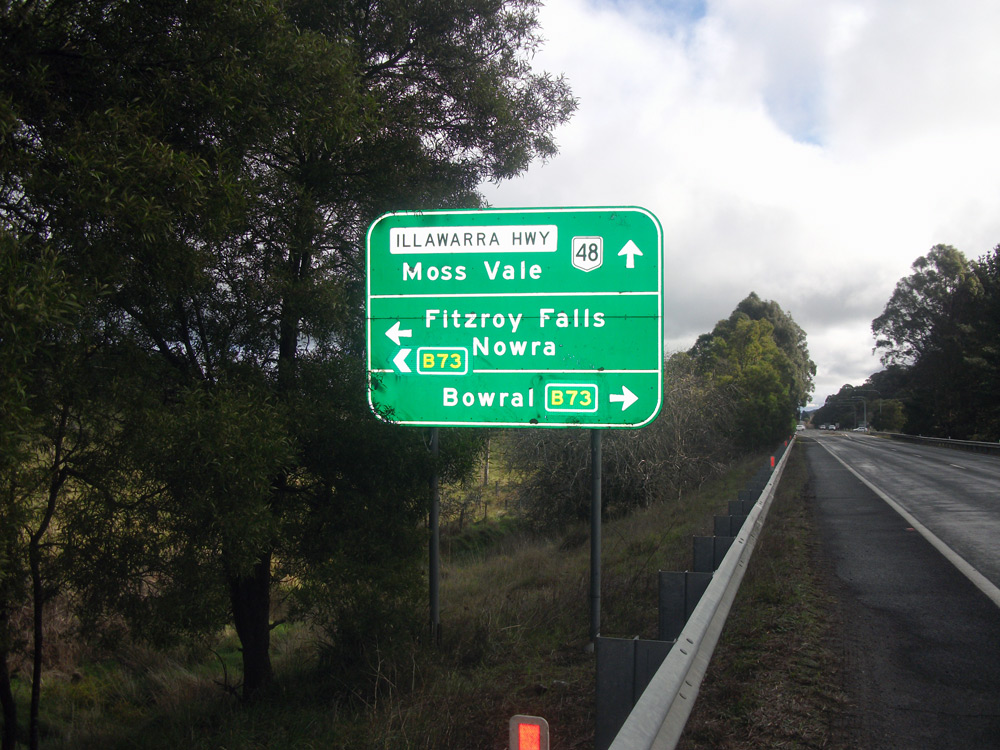 ILLAWARRA HWY
48
Moss Vale
Fitzroy Falls
Nowra
B73
Bowral B73